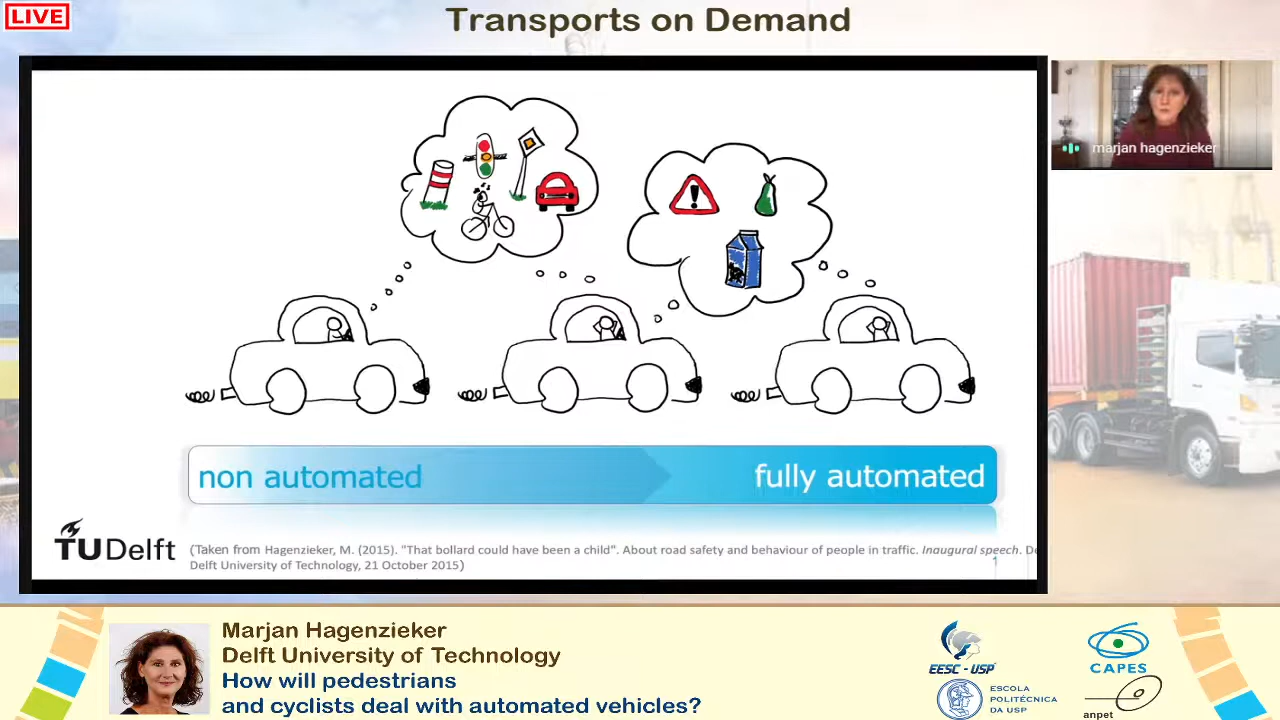 LIVE
Transports on Demand
marjan hagenzieker
non automated
fully automated
TUDelft
(Taken from Hagenzieker, M. (2015). "That bollard could have been a child". About road safety and behaviour of people in traffic. Inaugural speech.
Delft University of Technology, 21 October 2015)
1
Marjan Hagenzieker
Delft University of Technology
How will pedestrians
and cyclists deal with automated vehicles?
EESC - USP
CAPES
ESCOLA
POLITÉCNICA
DA USP
anpet